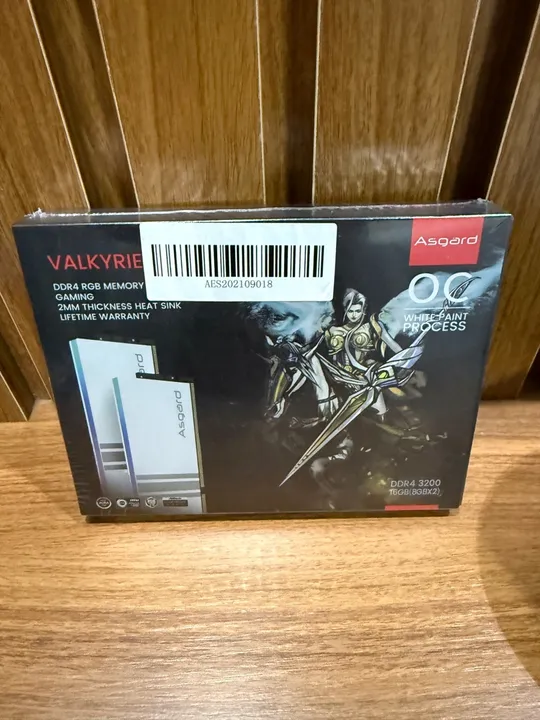 Asgard
VALKYRIE
AES202109018
DDR4 RGB MEMORY
GAMING
2MM THICKNESS HEAT SINK
LIFETIME WARRANTY
OC
WHITE PAINT
PROCESS
Asgard
Asgard
DDR4 3200
16GB(8GBX2)